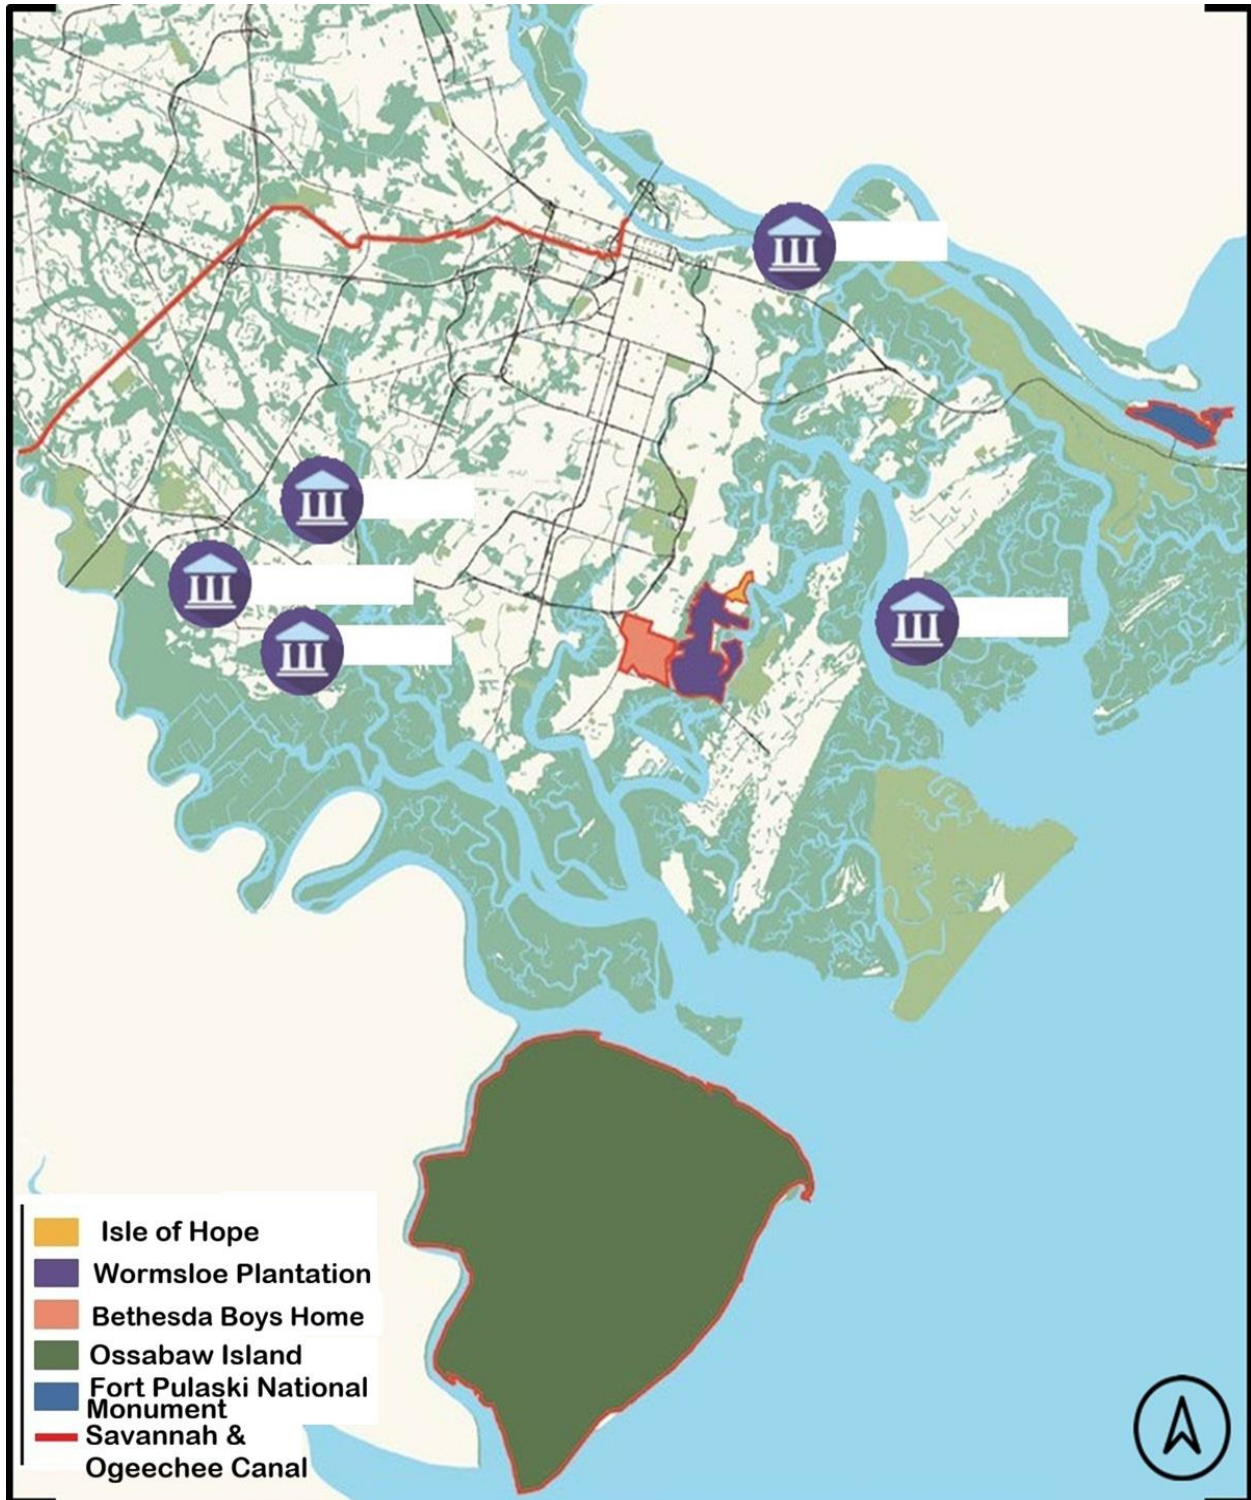 Isle of Hope
Wormsloe Plantation
Bethesda Boys Home
Ossabaw Island
Fort Pulaski National
Monument
Savannah &
Ogeechee Canal